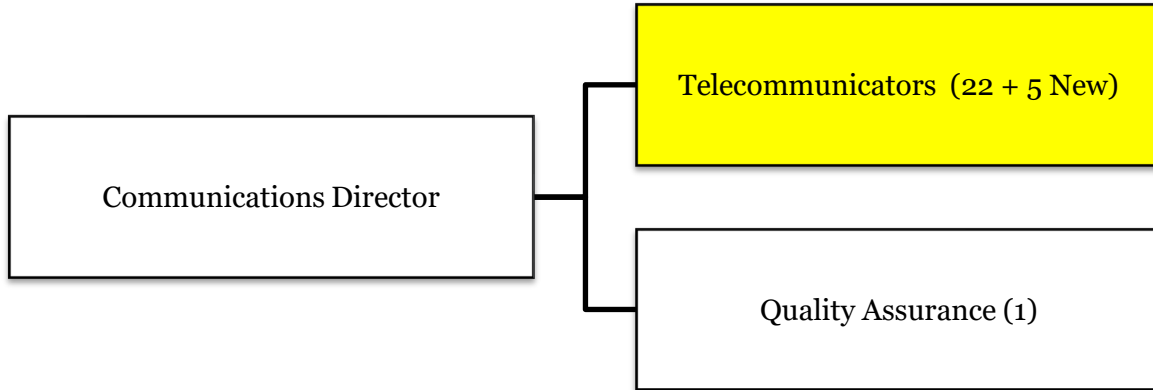 Telecommunicators (22 + 5 New)
Communications Director
Quality Assurance (1)